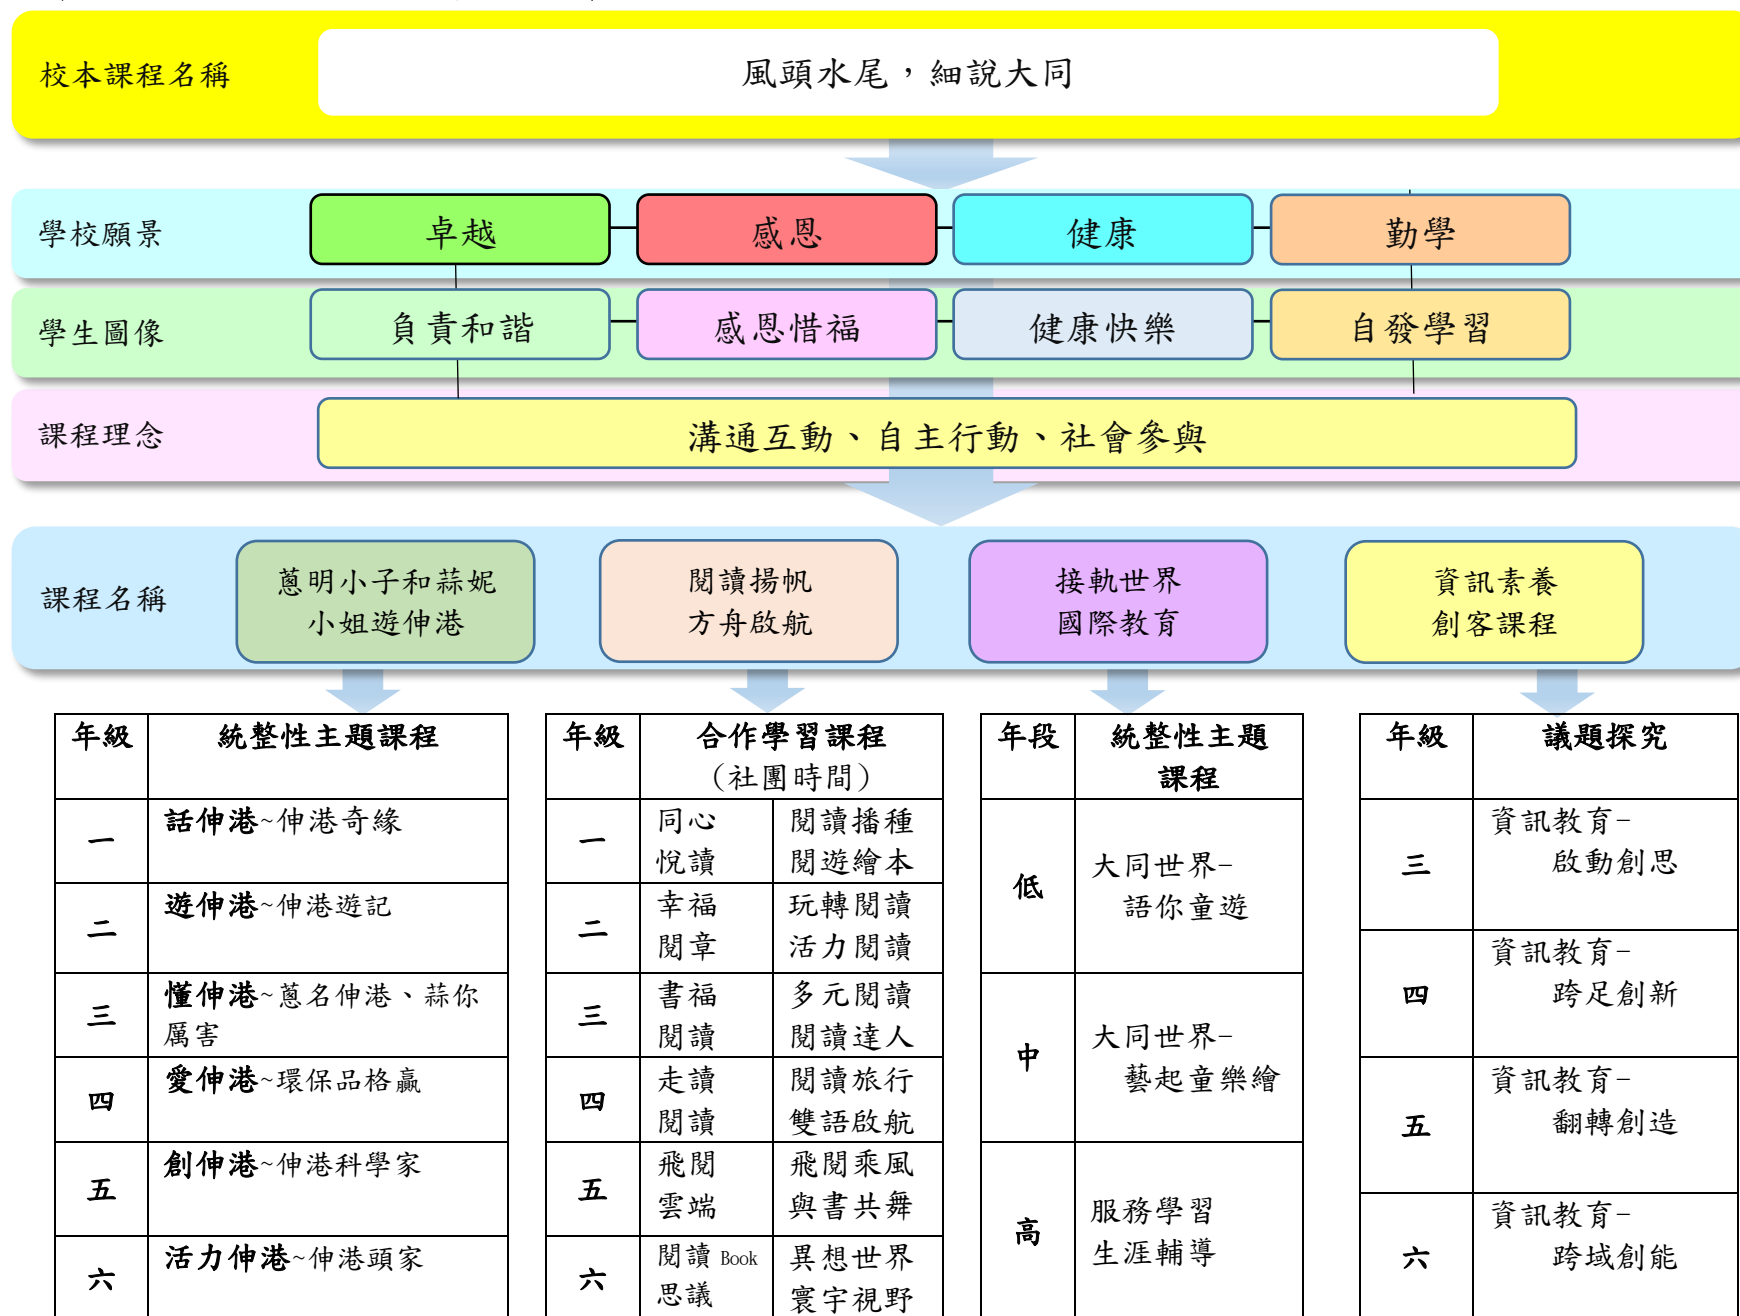 校本課程名稱
風頭水尾，細說大同
學校願景
卓越
感恩
健康
勤學
學生圖像
負責和諧
感恩惜福
健康快樂
自發學習
課程理念
溝通互動、自主行動、社會參與
課程名稱
蔥明小子和蒜妮
小姐遊伸港
閱讀揚帆
方舟啟航
接軌世界
國際教育
資訊素養
創客課程
年級
統整性主題課程
一
話伸港~伸港奇緣
二
遊伸港~伸港遊記
三
懂伸港~蔥名伸港、蒜你
厲害
四
愛伸港~環保品格贏
五
創伸港~伸港科學家
六
活力伸港~伸港頭家
年級
合作學習課程
（社團時間）
一
同心
悅讀
閱讀播種
閱遊繪本
二
幸福
閱章
玩轉閱讀
活力閱讀
三
書福
閱讀
多元閱讀
閱讀達人
四
走讀
閱讀
閱讀旅行
雙語啟航
五
飛閱
雲端
飛閱乘風
與書共舞
六
閱讀 Book
思議
異想世界
寰宇視野
年段
統整性主題
課程
低
大同世界-
語你童遊
中
大同世界-
藝起童樂繪
高
服務學習
生涯輔導
年級
議題探究
三
資訊教育-
啟動創思
四
資訊教育-
跨足創新
五
資訊教育-
翻轉創造
六
資訊教育-
跨域創能